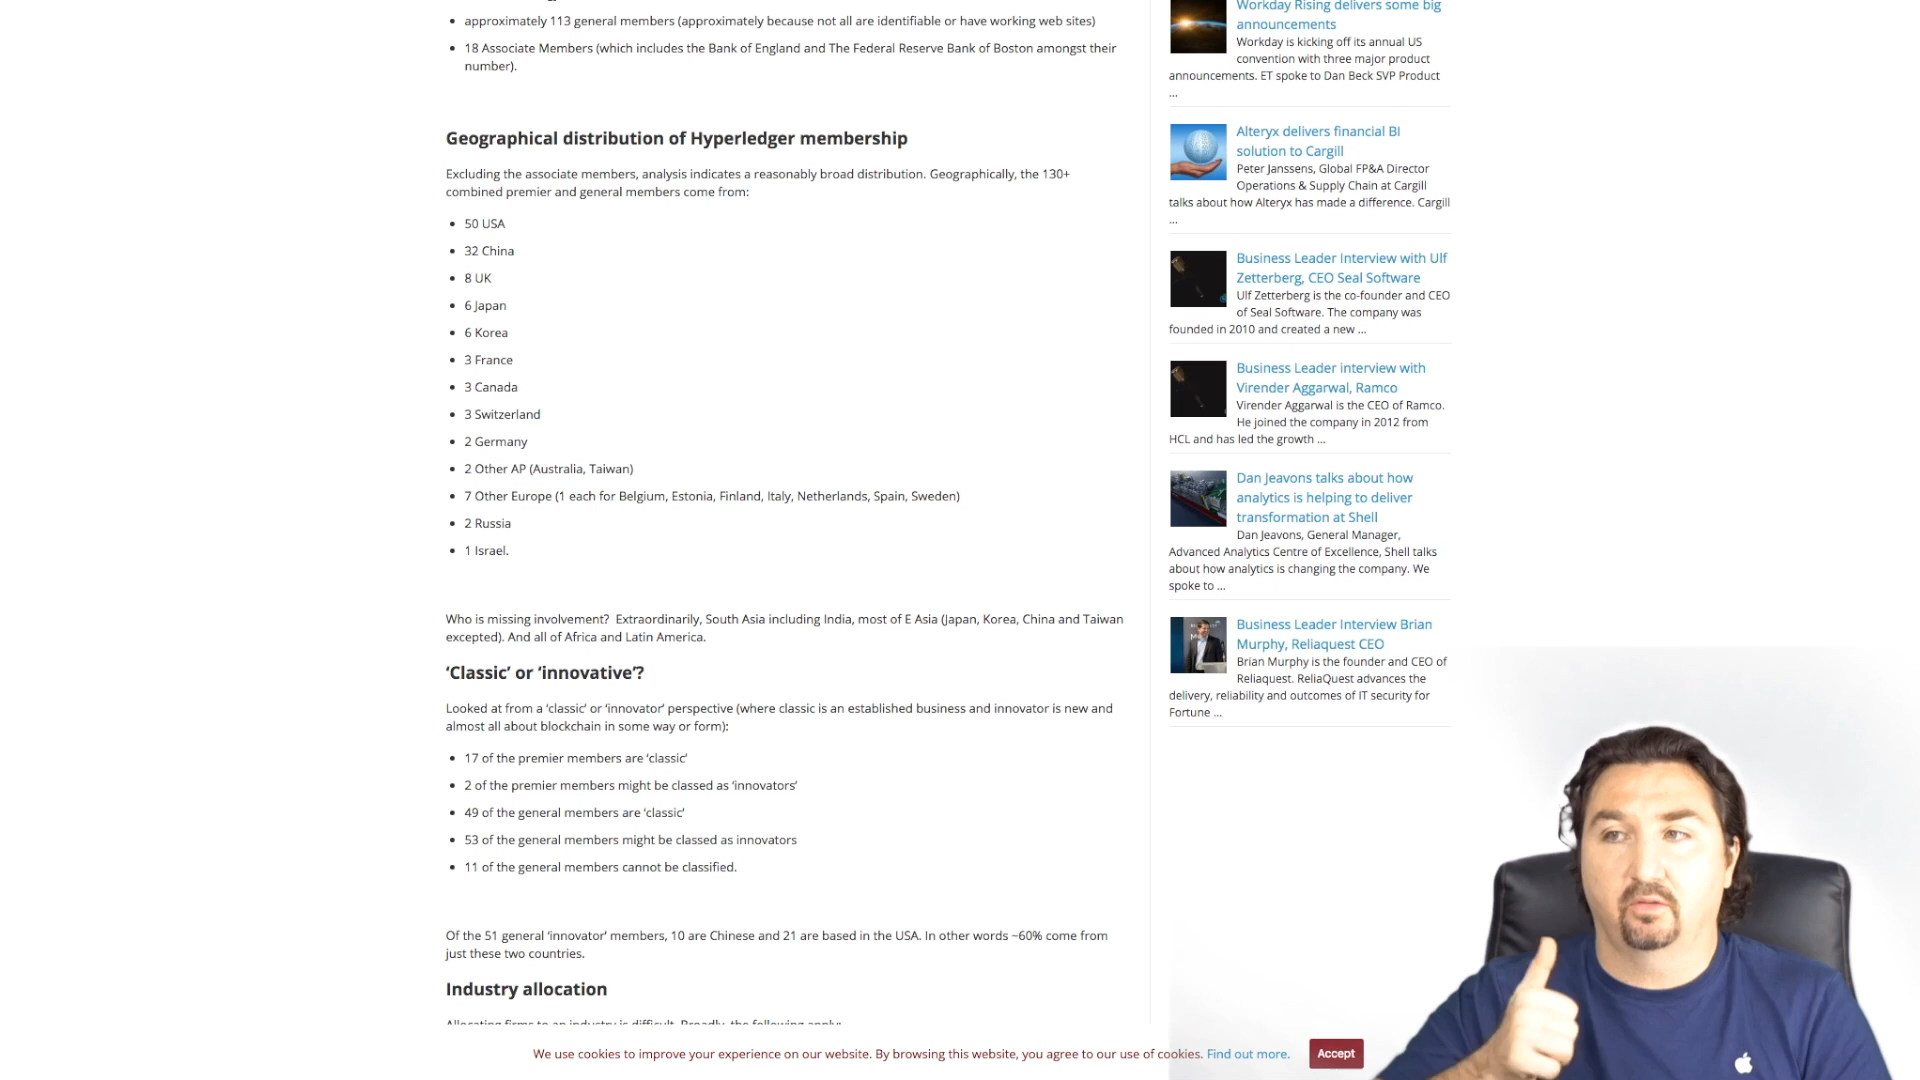 • approximately 113 general members (approximately because not all are identifiable or have working web sites)
• 18 Associate Members (which includes the Bank of England and The Federal Reserve Bank of Boston amongst their
number).
Geographical distribution of Hyperledger membership
Excluding the associate members, analysis indicates a reasonably broad distribution. Geographically, the 130+
combined premier and general members come from:
• 50 USA
• 32 China
• 8 UK
• 6 Japan
• 6 Korea
• 3 France
• 3 Canada
• 3 Switzerland
• 2 Germany
• 2 Other AP (Australia, Taiwan)
• 7 Other Europe (1 each for Belgium, Estonia, Finland, Italy, Netherlands, Spain, Sweden)
• 2 Russia
• 1 Israel.
Who is missing involvement?  Extraordinarily, South Asia including India, most of E Asia (Japan, Korea, China and Taiwan
excepted). And all of Africa and Latin America.
‘Classic’ or ‘innovative’?
Looked at from a ‘classic’ or ‘innovator’ perspective (where classic is an established business and innovator is new and
almost all about blockchain in some way or form):
• 17 of the premier members are ‘classic’
• 2 of the premier members might be classed as ‘innovators’
• 49 of the general members are ‘classic’
• 53 of the general members might be classed as innovators
• 11 of the general members cannot be classified.
Of the 51 general ‘innovator’ members, 10 are Chinese and 21 are based in the USA. In other words ~60% come from
just these two countries.
Industry allocation
Allocating firms to an industry is difficult. Broadly, the following apply:
Workday Rising delivers some big
announcements
Workday is kicking off its annual US
convention with three major product
announcements. ET spoke to Dan Beck SVP Product
...
Alteryx delivers financial BI
solution to Cargill
Peter Janssens, Global FP&A Director
Operations & Supply Chain at Cargill
talks about how Alteryx has made a difference. Cargill
...
Business Leader Interview with Ulf
Zetterberg, CEO Seal Software
Ulf Zetterberg is the co-founder and CEO
of Seal Software. The company was
founded in 2010 and created a new ...
Business Leader interview with
Virender Aggarwal, Ramco
Virender Aggarwal is the CEO of Ramco.
He joined the company in 2012 from
HCL and has led the growth ...
Dan Jeavons talks about how
analytics is helping to deliver
transformation at Shell
Dan Jeavons, General Manager,
Advanced Analytics Centre of Excellence, Shell talks
about how analytics is changing the company. We
spoke to ...
Business Leader Interview Brian
Murphy, Reliaquest CEO
Brian Murphy is the founder and CEO of
Reliaquest. ReliaQuest advances the
delivery, reliability and outcomes of IT security for
Fortune ...
We use cookies to improve your experience on our website. By browsing this website, you agree to our use of cookies. Find out more. Accept